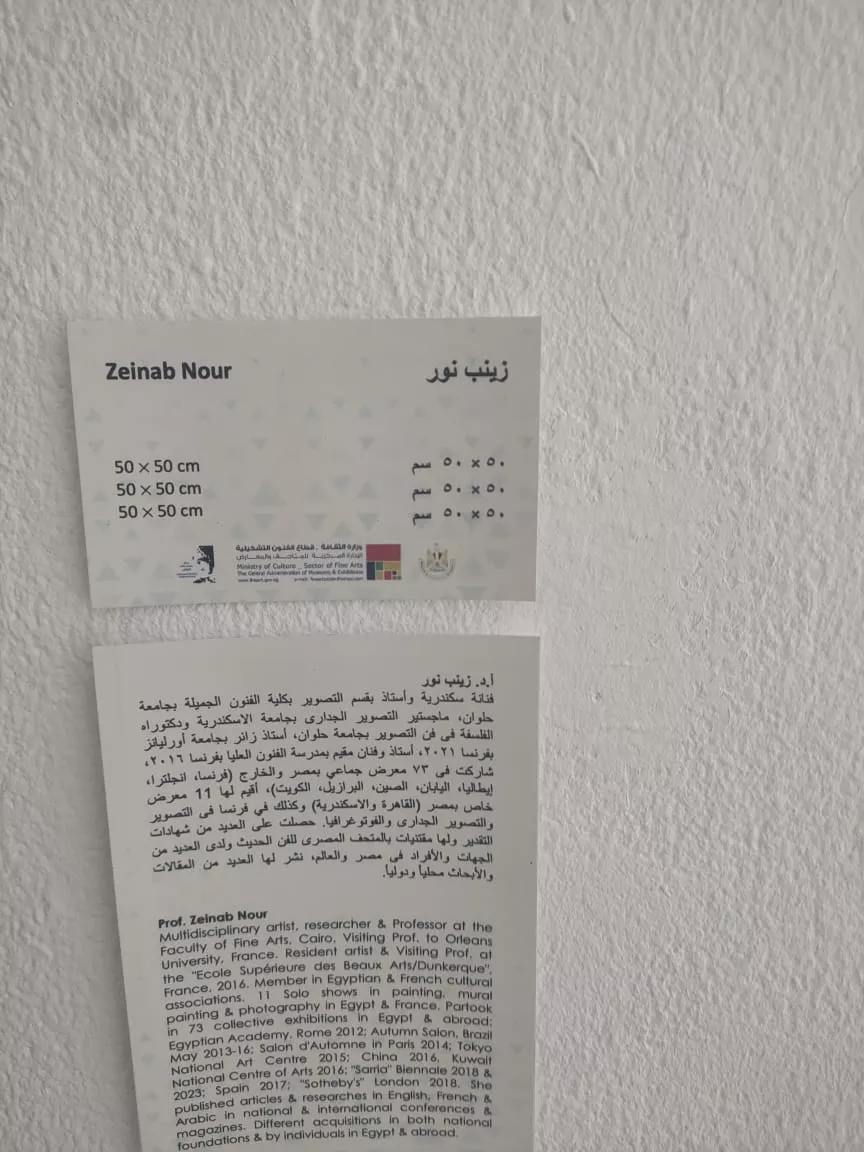 Zeinab Nour
زينب نور
50 × 50 cm
50 × 50 cm
50 × 50 cm
٥٠ × ٥٠ سم
٥٠ × ٥٠ سم
٥٠ × ٥٠ سم
وزارة الثقافة . قطاع الفنون التشكيلية
الإدارة المركزية للمتاحف والمعارض
Ministry of Culture _ Sector of Fine Arts
The General Administration of Museums & Exhibitions
أ.د. زينب نور
فنانة سكندرية وأستاذ بقسم التصوير بكلية الفنون الجميلة بجامعة
حلوان، ماجستير التصوير الجدارى بجامعة الاسكندرية ودكتوراه
الفلسفة فى فن التصوير بجامعة حلوان، أستاذ زائر بجامعة أورليانز
بفرنسا ٢٠٢١، أستاذ وفنان مقيم بمدرسة الفنون العليا بفرنسا ٢٠١٦،
شاركت فى ٧٣ معرض جماعي بمصر والخارج (فرنسا، انجلترا،
إيطاليا، اليابان، الصين، البرازيل، الكويت)، أقيم لها 11 معرض
خاص بمصر (القاهرة والاسكندرية) وكذلك في فرنسا فى التصوير
والتصوير الجدارى والفوتوغرافيا. حصلت على العديد من شهادات
التقدير ولها مقتنيات بالمتحف المصرى للفن الحديث ولدى العديد من
الجهات والأفراد فى مصر والعالم، نشر لها العديد من المقالات
والأبحاث محلياً ودولياً.
Prof. Zeinab Nour
Multidisciplinary artist, researcher & Professor at the
Faculty of Fine Arts, Cairo, Visiting Prof. to Orleans
University, France. Resident artist & Visiting Prof. at
the "Ecole Supérieure des Beaux Arts/Dunkerque",
France, 2016. Member in Egyptian & French cultural
associations. 11 Solo shows in painting, mural
painting & photography in Egypt & France. Partook
in 73 collective exhibitions in Egypt & abroad;
Egyptian Academy, Rome 2012; Autumn Salon, Brazil
May 2013-16; Salon d'Automne in Paris 2014; Tokyo
National Art Centre 2015; China 2016, Kuwait
National Centre of Arts 2016; "Sarria" Biennale 2018 &
2023; Spain 2017; "Sotheby's" London 2018. She
published articles & researches in English, French &
Arabic in national & international conferences &
magazines. Different acquisitions in both national
foundations & by individuals in Egypt & abroad.